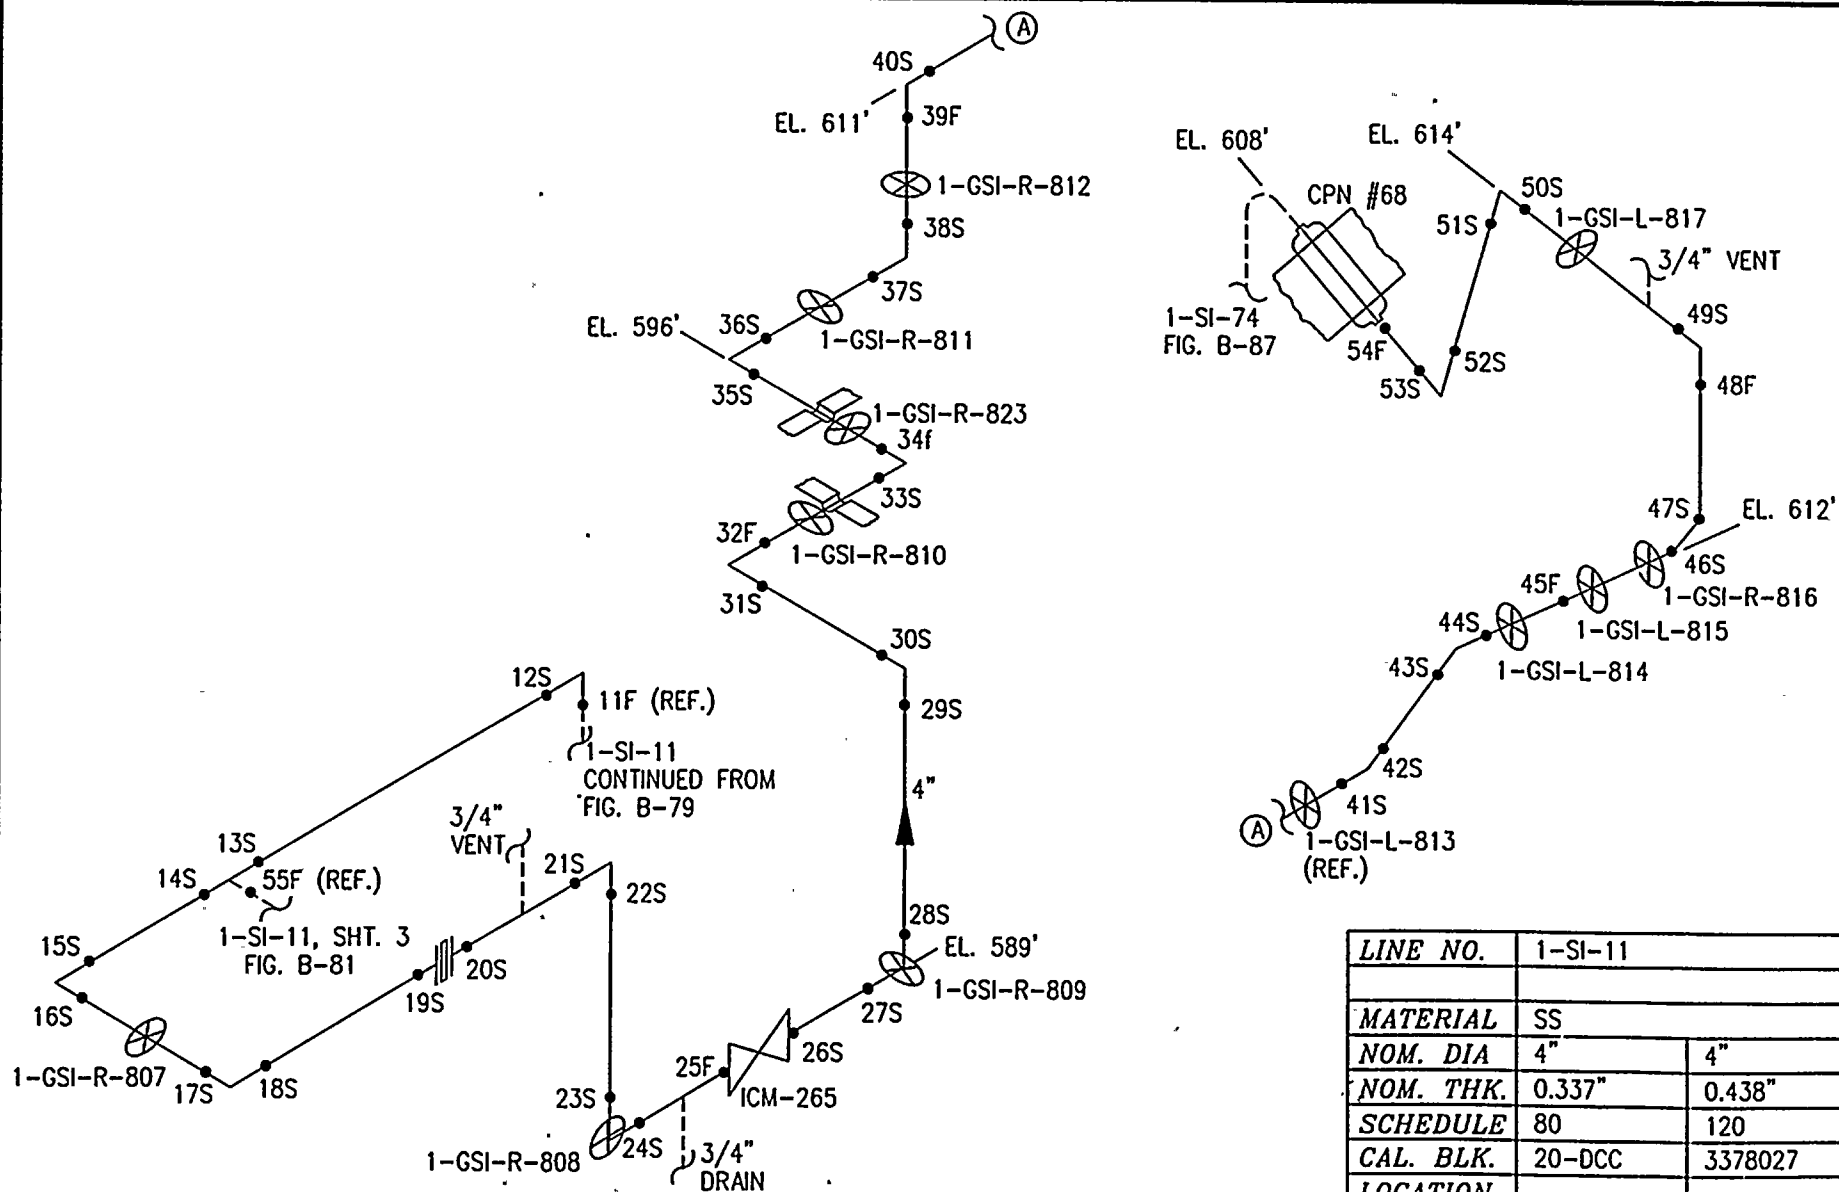 A
40S
EL. 611'
39F
1-GSI-R-812
38S
37S
36S
1-GSI-R-811
EL. 596'
35S
1-GSI-R-823
34f
33S
32F
1-GSI-R-810
31S
30S
29S
4"
28S
EL. 589'
1-GSI-R-809
27S
26S
25F
ICM-265
24S
23S
1-GSI-R-808
3/4"
DRAIN
22S
21S
3/4"
VENT
20S
19S
18S
17S
1-GSI-R-807
16S
15S
14S
13S
55F (REF.)
1-SI-11, SHT. 3
FIG. B-81
12S
11F (REF.)
1-SI-11
CONTINUED FROM
FIG. B-79
EL. 608'
CPN #68
1-SI-74
FIG. B-87
54F
53S
52S
51S
EL. 614'
50S
1-GSI-L-817
3/4" VENT
49S
48F
47S
EL. 612'
46S
1-GSI-R-816
45F
1-GSI-L-815
44S
1-GSI-L-814
43S
42S
41S
A
1-GSI-L-813
(REF.)
LINE NO. 1-SI-11
MATERIAL SS
NOM. DIA 4" 4"
NOM. THK. 0.337" 0.438"
SCHEDULE 80 120
CAL. BLK. 20-DCC 3378027
LOCATION